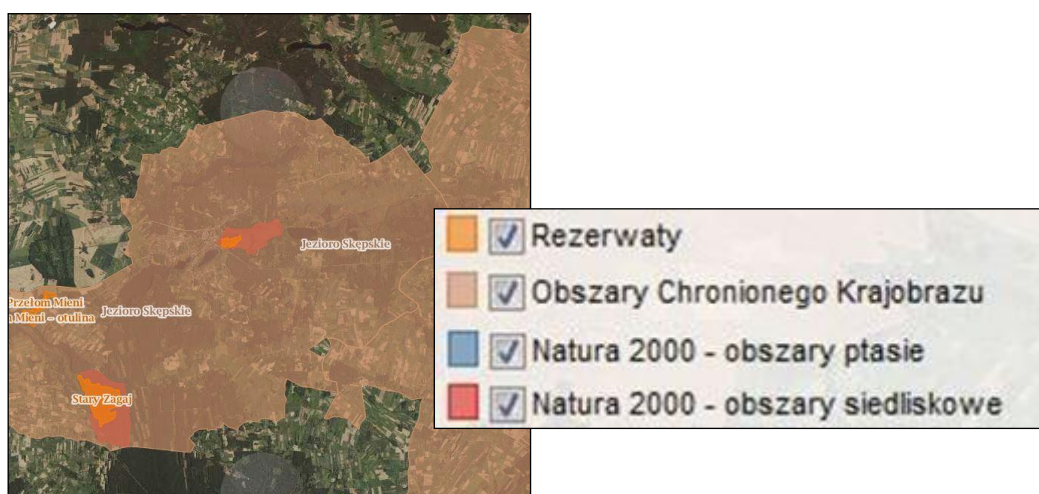 Jezioro Skępskie
Przełom Mieni
Mieni – otulina
Jezioro Skępskie
Stary Zagaj
Rezerwaty
Obszary Chronionego Krajobrazu
Natura 2000 - obszary ptasie
Natura 2000 - obszary siedliskowe